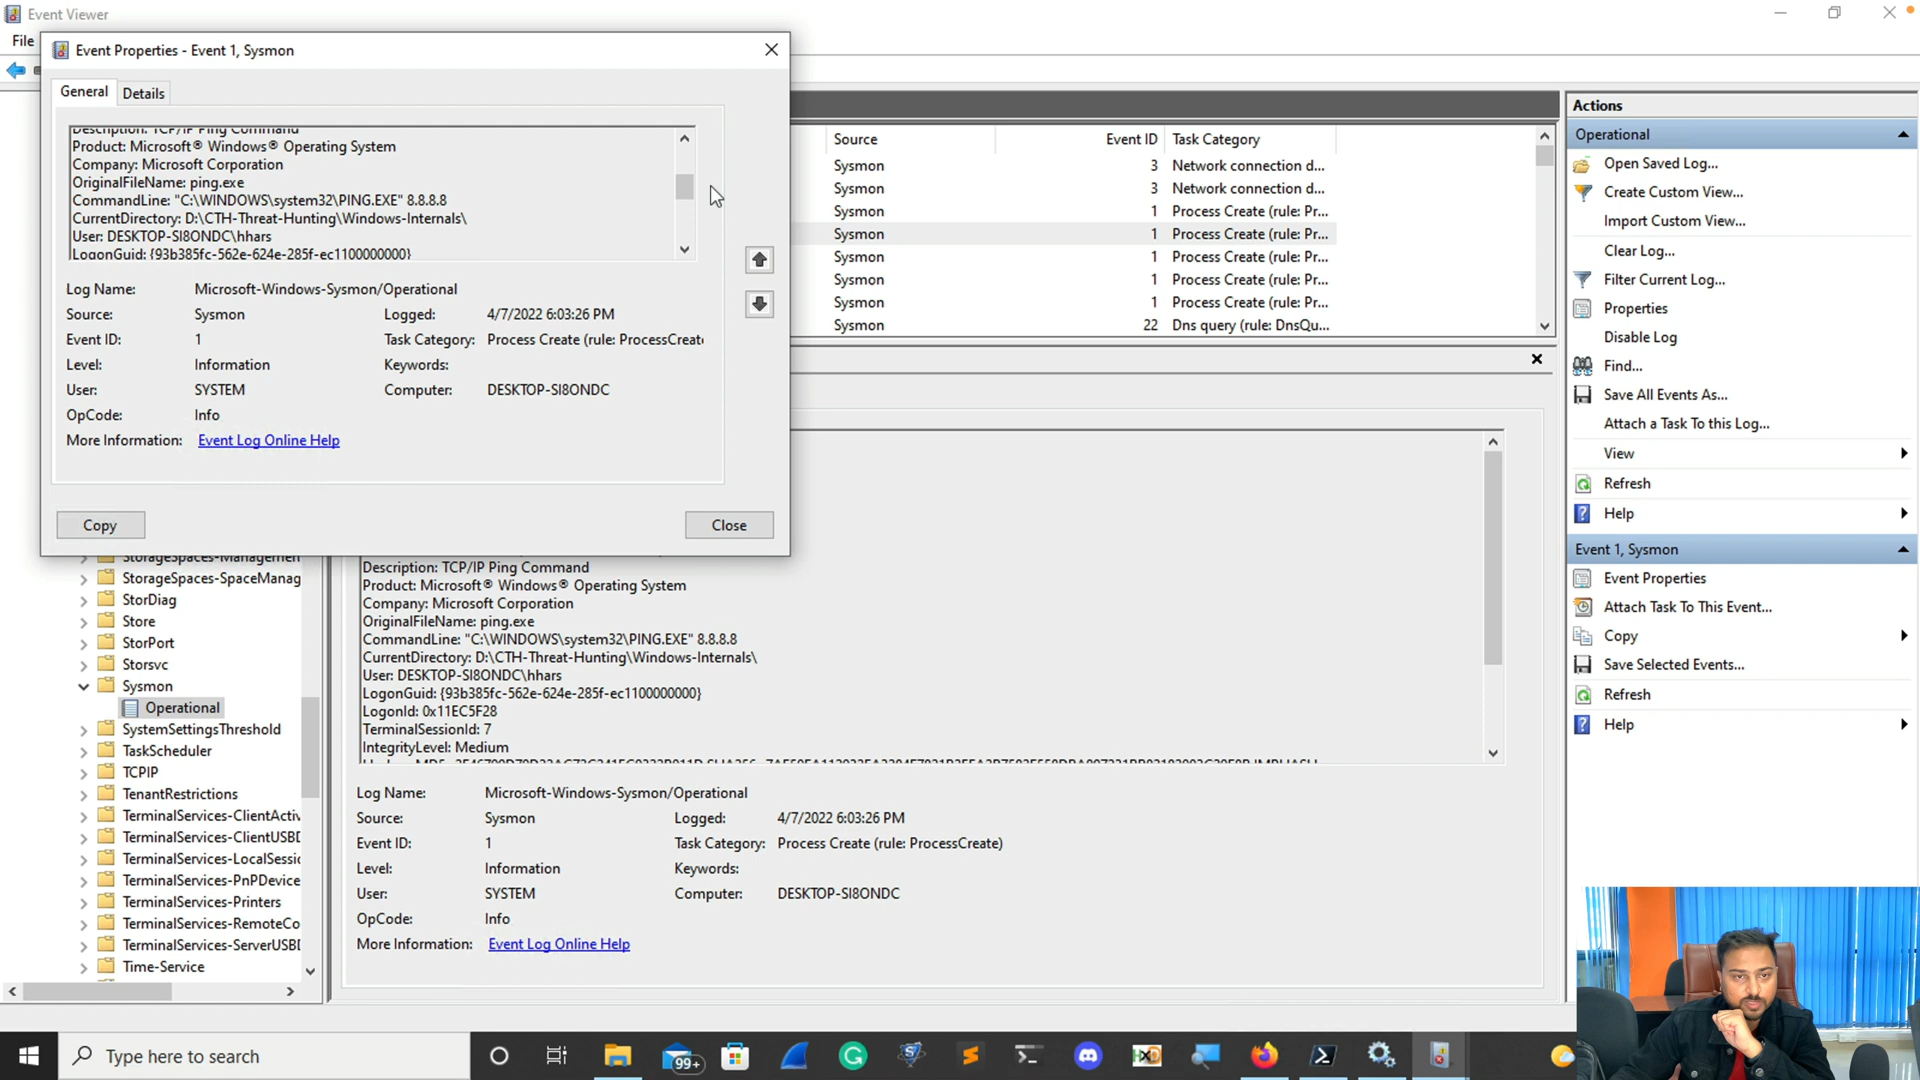 Event Viewer
File
Event Properties - Event 1, Sysmon
General
Details
Description: TCP/IP Ping Command
Product: Microsoft® Windows® Operating System
Company: Microsoft Corporation
OriginalFileName: ping.exe
CommandLine: "C:\WINDOWS\system32\PING.EXE" 8.8.8.8
CurrentDirectory: D:\CTH-Threat-Hunting\Windows-Internals\
User: DESKTOP-SI8ONDC\hhars
LogonGuid: {93b385fc-562e-624e-285f-ec1100000000}
Log Name: Microsoft-Windows-Sysmon/Operational
Source: Sysmon Logged: 4/7/2022 6:03:26 PM
Event ID: 1 Task Category: Process Create (rule: ProcessCreate
Level: Information Keywords:
User: SYSTEM Computer: DESKTOP-SI8ONDC
OpCode: Info
More Information: Event Log Online Help
Copy
Close
Source Event ID Task Category
Sysmon 3 Network connection d...
Sysmon 3 Network connection d...
Sysmon 1 Process Create (rule: Pr...
Sysmon 1 Process Create (rule: Pr...
Sysmon 1 Process Create (rule: Pr...
Sysmon 1 Process Create (rule: Pr...
Sysmon 1 Process Create (rule: Pr...
Sysmon 22 Dns query (rule: DnsQu...
StorageSpaces-Management
StorageSpaces-SpaceManag
StorDiag
Store
StorPort
Storsvc
Sysmon
Operational
SystemSettingsThreshold
TaskScheduler
TCPIP
TenantRestrictions
TerminalServices-ClientActiv
TerminalServices-ClientUSBD
TerminalServices-LocalSessio
TerminalServices-PnPDevice
TerminalServices-Printers
TerminalServices-RemoteCo
TerminalServices-ServerUSBD
Time-Service
Description: TCP/IP Ping Command
Product: Microsoft® Windows® Operating System
Company: Microsoft Corporation
OriginalFileName: ping.exe
CommandLine: "C:\WINDOWS\system32\PING.EXE" 8.8.8.8
CurrentDirectory: D:\CTH-Threat-Hunting\Windows-Internals\
User: DESKTOP-SI8ONDC\hhars
LogonGuid: {93b385fc-562e-624e-285f-ec1100000000}
LogonId: 0x11EC5F28
TerminalSessionId: 7
IntegrityLevel: Medium
Log Name: Microsoft-Windows-Sysmon/Operational
Source: Sysmon Logged: 4/7/2022 6:03:26 PM
Event ID: 1 Task Category: Process Create (rule: ProcessCreate)
Level: Information Keywords:
User: SYSTEM Computer: DESKTOP-SI8ONDC
OpCode: Info
More Information: Event Log Online Help
Actions
Operational
Open Saved Log...
Create Custom View...
Import Custom View...
Clear Log...
Filter Current Log...
Properties
Disable Log
Find...
Save All Events As...
Attach a Task To this Log...
View
Refresh
Help
Event 1, Sysmon
Event Properties
Attach Task To This Event...
Copy
Save Selected Events...
Refresh
Help
Type here to search
99+